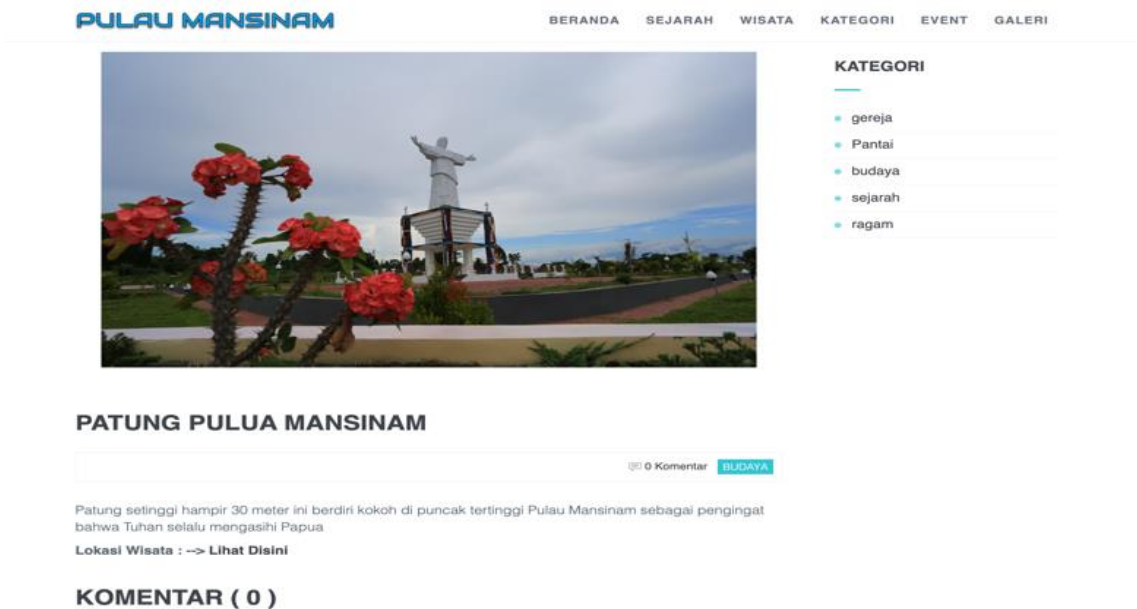 PULAU MANSINAM
BERANDA SEJARAH WISATA KATEGORI EVENT GALERI
KATEGORI
gereja
Pantai
budaya
sejarah
ragam
PATUNG PULUA MANSINAM
0 Komentar BUDAYA
Patung setinggi hampir 30 meter ini berdiri kokoh di puncak tertinggi Pulau Mansinam sebagai pengingat
bahwa Tuhan selalu mengasihi Papua
Lokasi Wisata : --> Lihat Disini
KOMENTAR ( 0 )